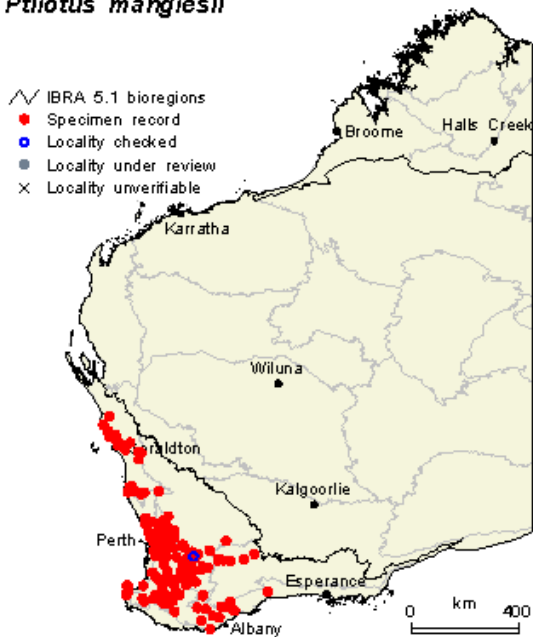 Ptilotus manglesii
IBRA 5.1 bioregions
Specimen record
Locality checked
Locality under review
Locality unverifiable
Broome
Halls Creek
Karratha
Wiluna
Geraldton
Kalgoorlie
Perth
Esperance
Albany
0 km 400